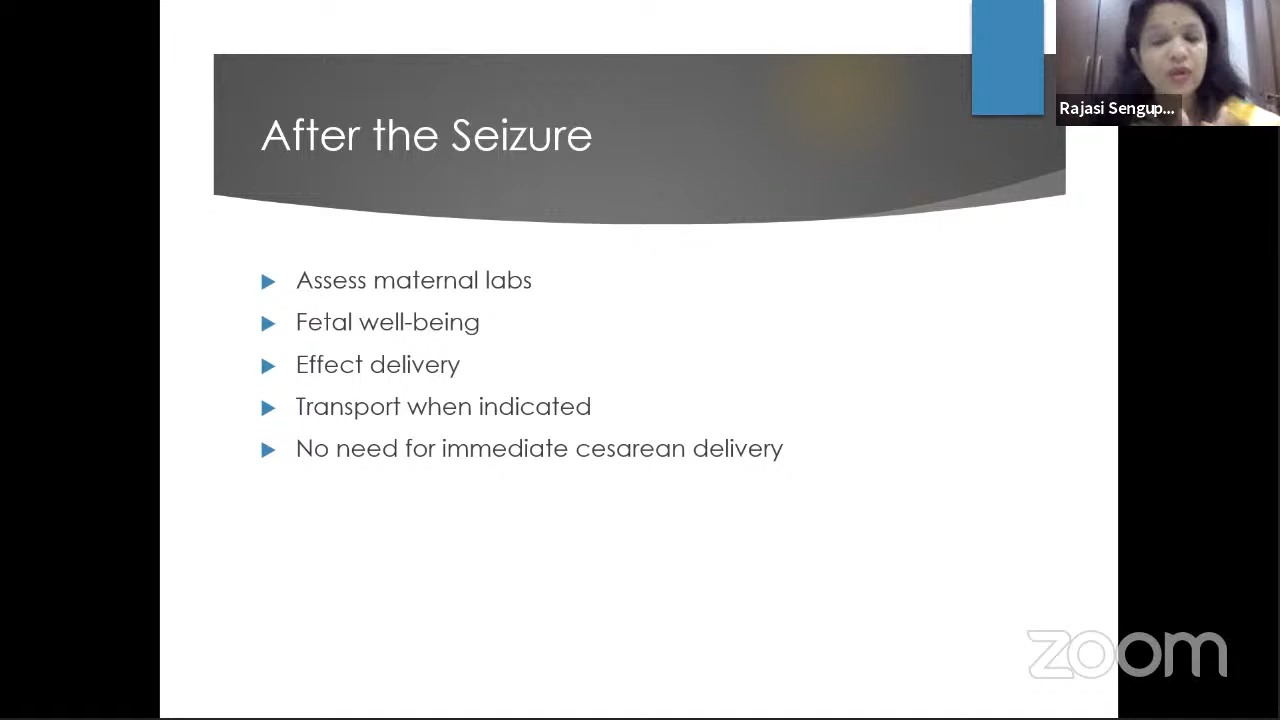 After the Seizure
Rajasi Sengup...
Assess maternal labs
Fetal well-being
Effect delivery
Transport when indicated
No need for immediate cesarean delivery
zoom